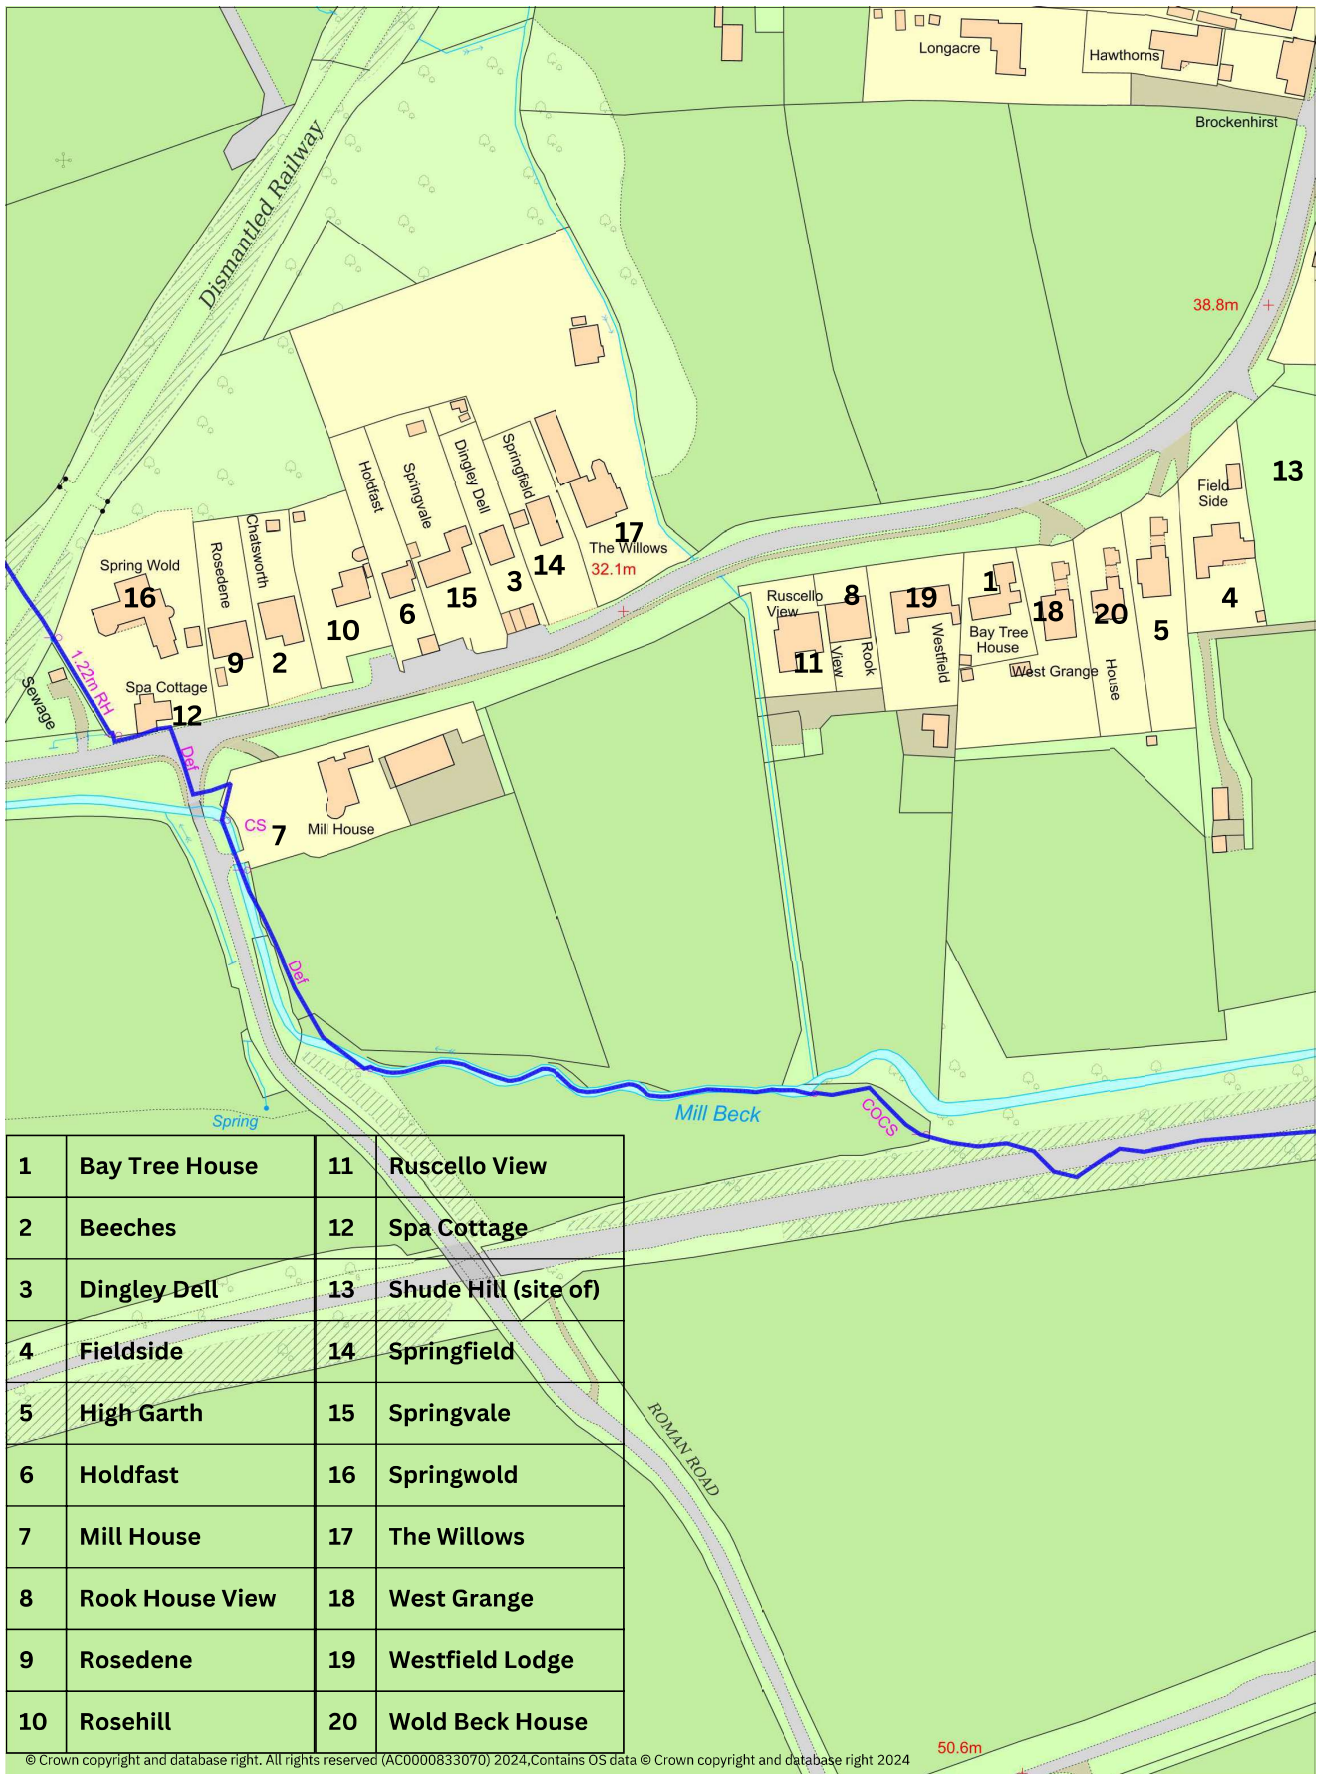 Longacre
Hawthorns
Brockenhirst
Dismantled Railway
38.8m
13
Holdfast
Springvale
Dingley Dell
Springfield
Field
Side
17
The Willows
32.1m
Chatsworth
Rosedene
Spring Wold
16
14
3
15
6
10
9
2
Ruscello
View
8
19
1
18
20
4
5
11
Rook
View
Westfield
Bay Tree
House
West Grange
House
1.22m RH
Sewage
Spa Cottage
12
Def
CS
7
Mill House
Def
Spring
Mill Beck
COCS
1 Bay Tree House 11 Ruscello View
2 Beeches 12 Spa Cottage
3 Dingley Dell 13 Shude Hill (site of)
4 Fieldside 14 Springfield
5 High Garth 15 Springvale
6 Holdfast 16 Springwold
7 Mill House 17 The Willows
8 Rook House View 18 West Grange
9 Rosedene 19 Westfield Lodge
10 Rosehill 20 Wold Beck House
ROMAN ROAD
50.6m
© Crown copyright and database right. All rights reserved (AC0000833070) 2024,Contains OS data © Crown copyright and database right 2024